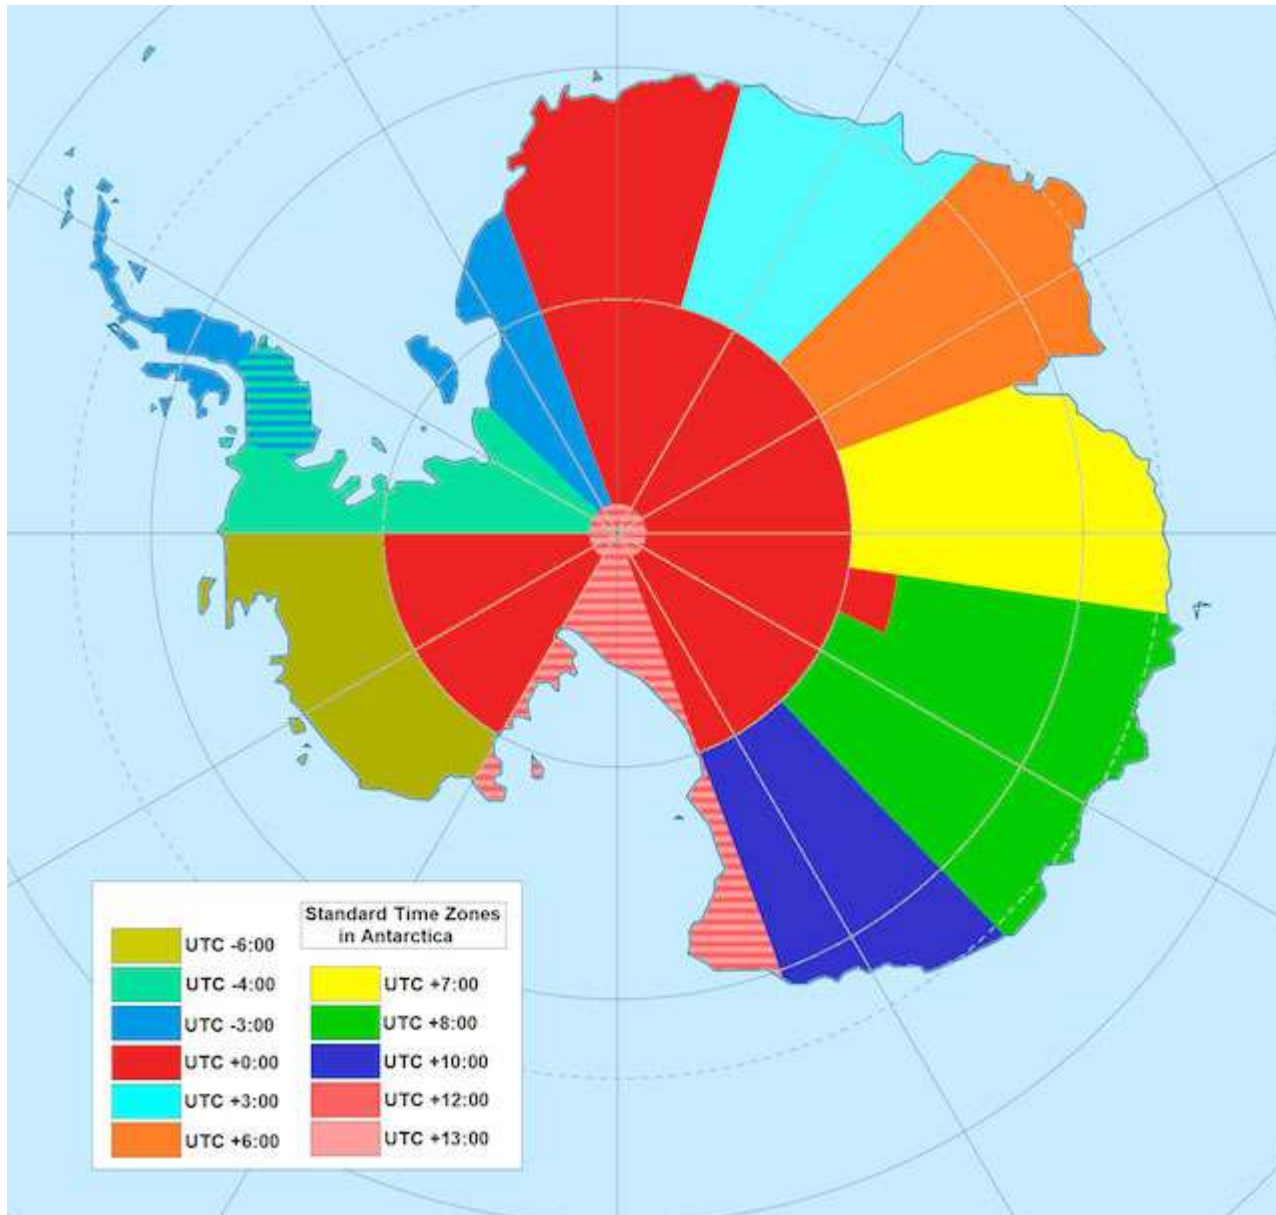 Standard Time Zones
in Antarctica
UTC -6:00
UTC -4:00
UTC -3:00
UTC +0:00
UTC +3:00
UTC +6:00
UTC +7:00
UTC +8:00
UTC +10:00
UTC +12:00
UTC +13:00